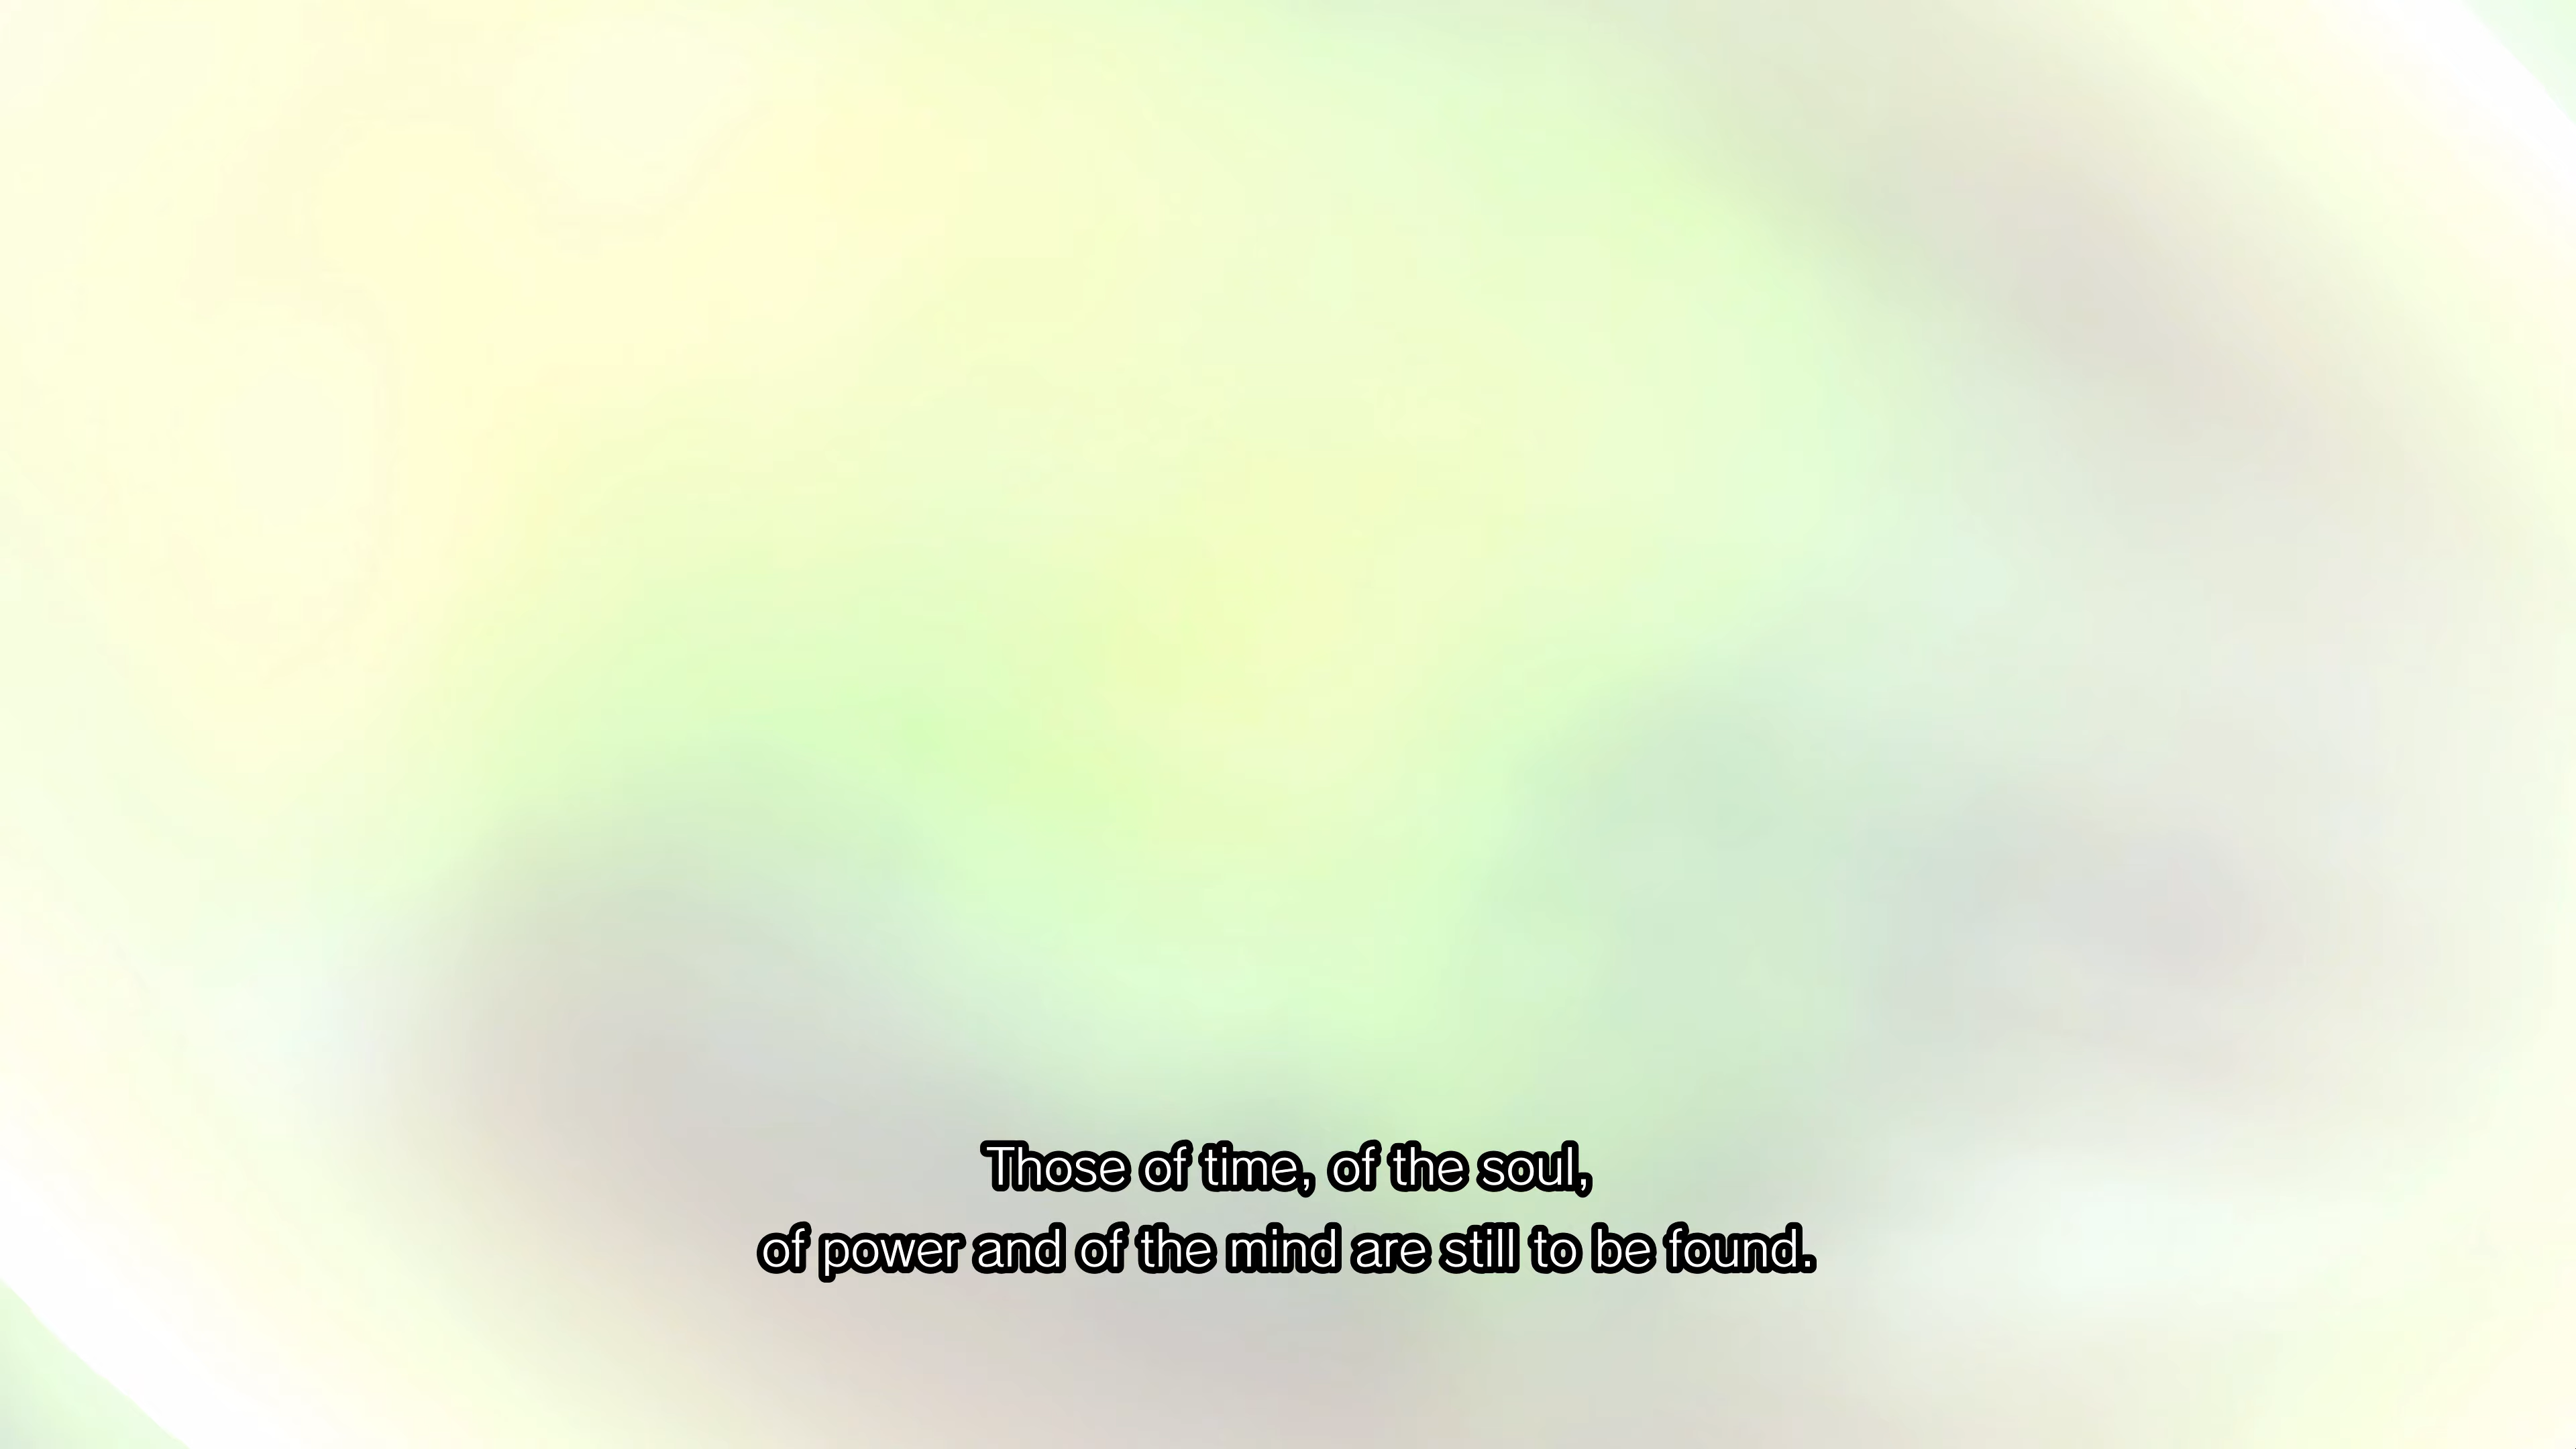 Those of time, of the soul,
of power and of the mind are still to be found.